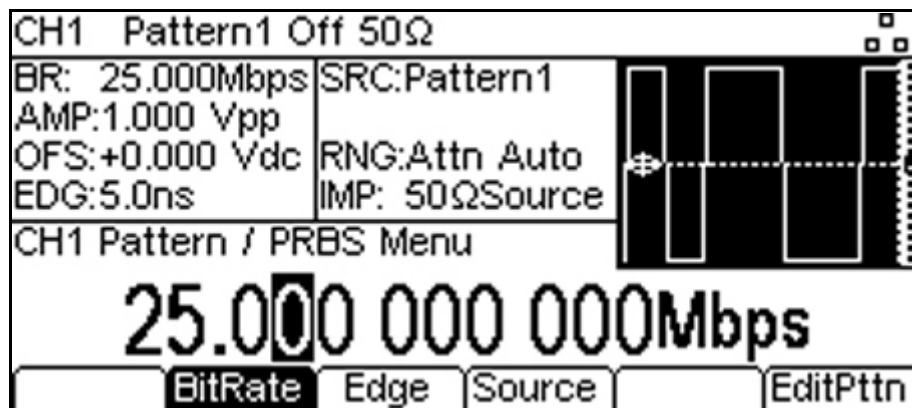 CH1 Pattern1 Off 50Ω
BR: 25.000Mbps
AMP:1.000 Vpp
OFS:+0.000 Vdc
EDG:5.0ns
SRC:Pattern1
RNG:Attn Auto
IMP: 50ΩSource
CH1 Pattern / PRBS Menu
25.000 000 000Mbps
BitRate Edge Source EditPttn